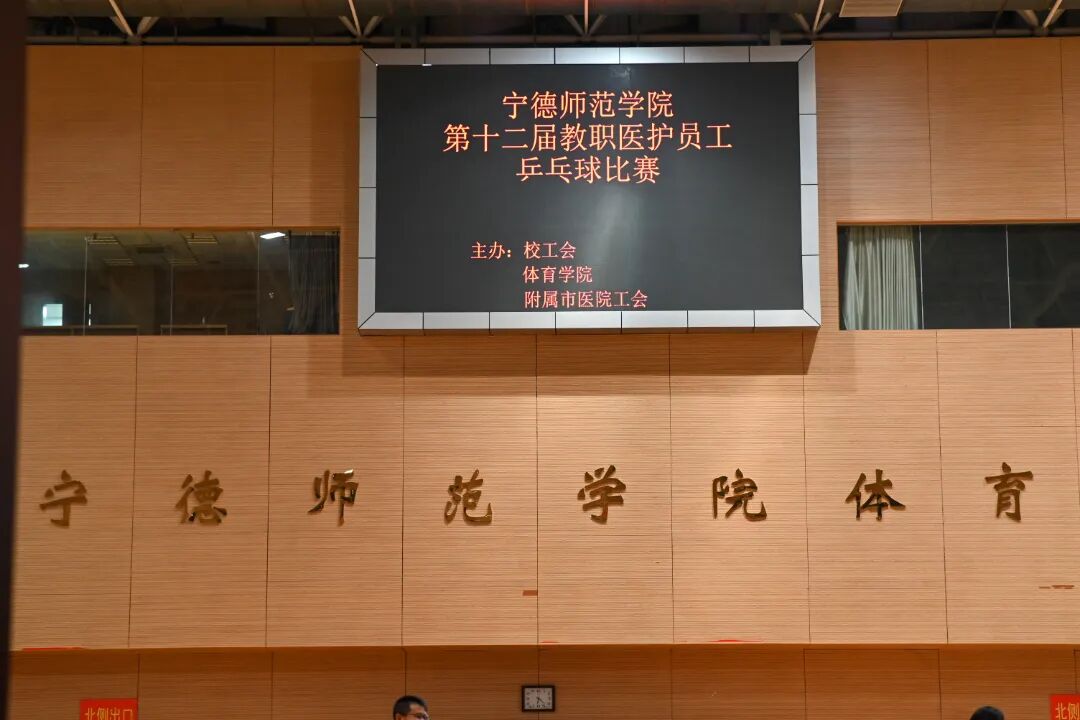 宁德师范学院
第十二届教职医护员工
乒乓球比赛
主办：校工会
体育学院
附属市医院工会
宁德师范学院体育
北侧出口
北侧